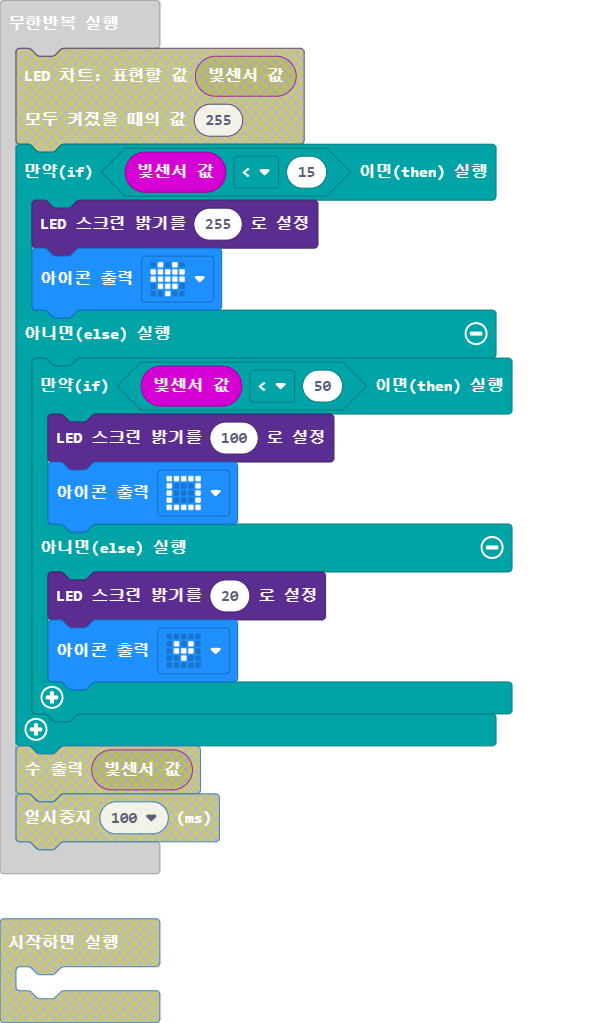 무한반복 실행
LED 차트: 표현할 값 빛센서 값
모두 켜졌을 때의 값 255
만약(if) 빛센서 값 < 15 이면(then) 실행
LED 스크린 밝기를 255 로 설정
아이콘 출력
아니면(else) 실행
만약(if) 빛센서 값 < 50 이면(then) 실행
LED 스크린 밝기를 100 로 설정
아이콘 출력
아니면(else) 실행
LED 스크린 밝기를 20 로 설정
아이콘 출력
수 출력 빛센서 값
일시중지 100 (ms)
시작하면 실행